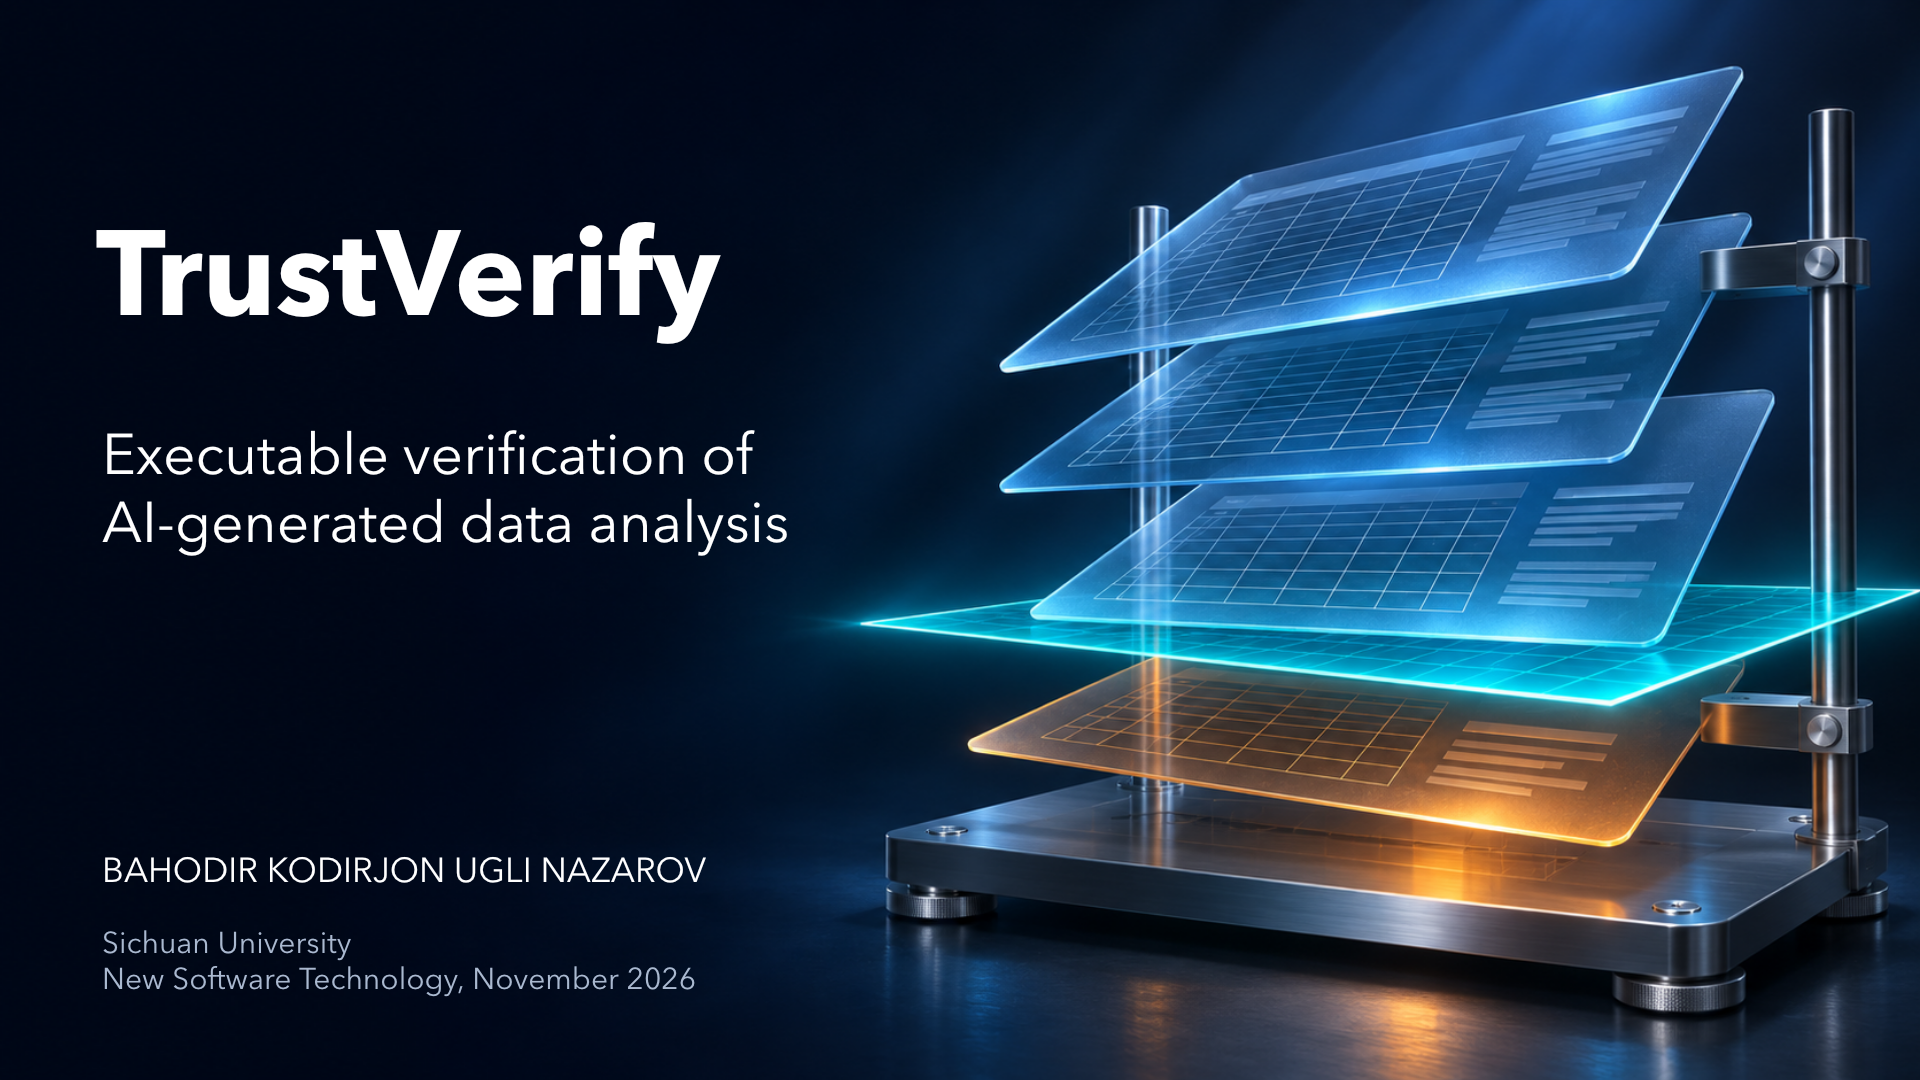 TrustVerify
Executable verification of
AI-generated data analysis
BAHODIR KODIRJON UGLI NAZAROV
Sichuan University
New Software Technology, November 2026